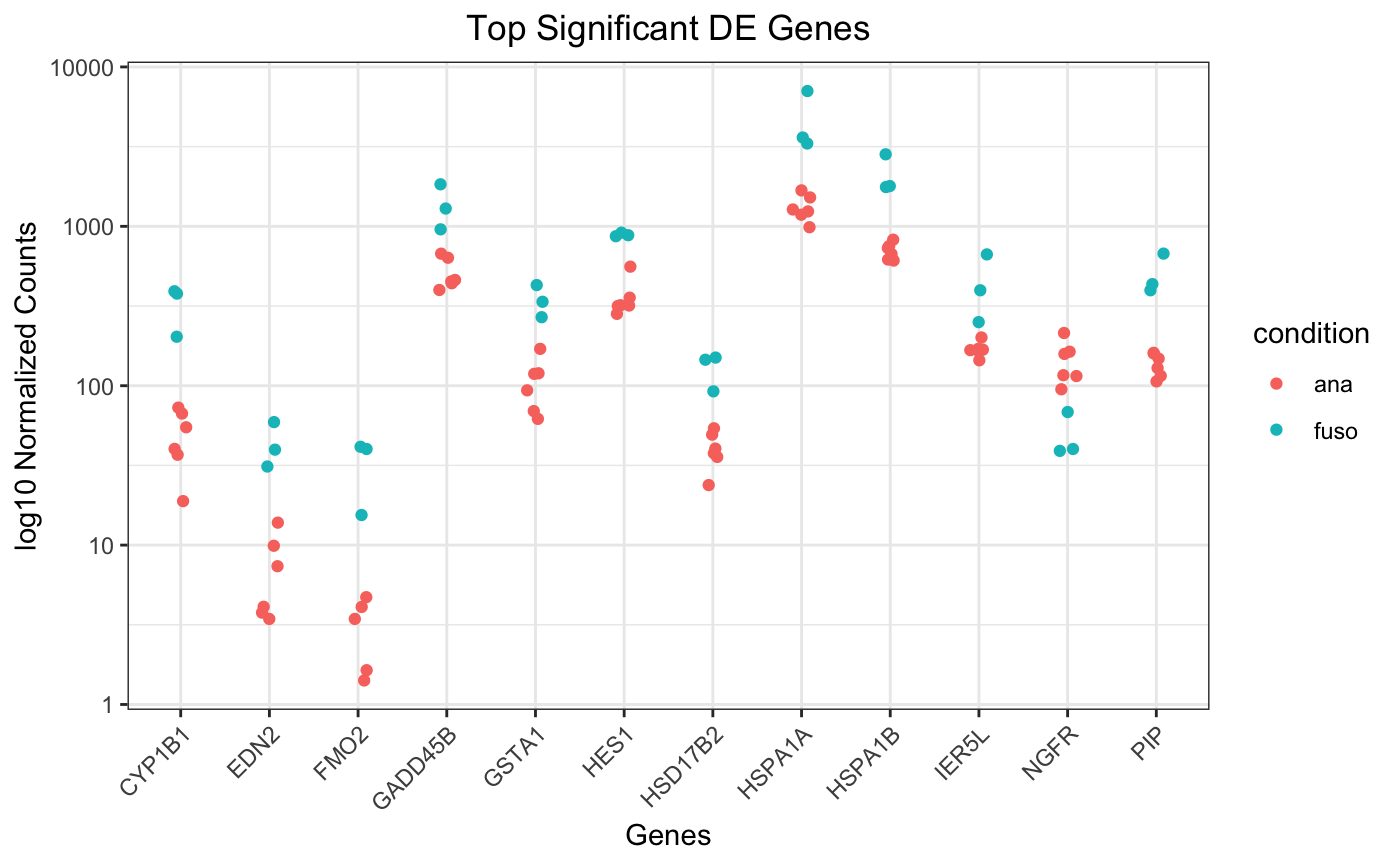 Top Significant DE Genes
10000
1000
100
10
1
log10 Normalized Counts
CYP1B1
EDN2
FMO2
GADD45B
GSTA1
HES1
HSD17B2
HSPA1A
HSPA1B
IER5L
NGFR
PIP
Genes
condition
ana
fuso